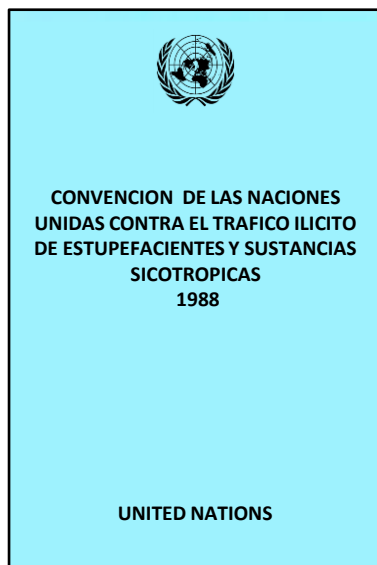 CONVENCION DE LAS NACIONES
UNIDAS CONTRA EL TRAFICO ILICITO
DE ESTUPEFACIENTES Y SUSTANCIAS
SICOTROPICAS
1988
UNITED NATIONS